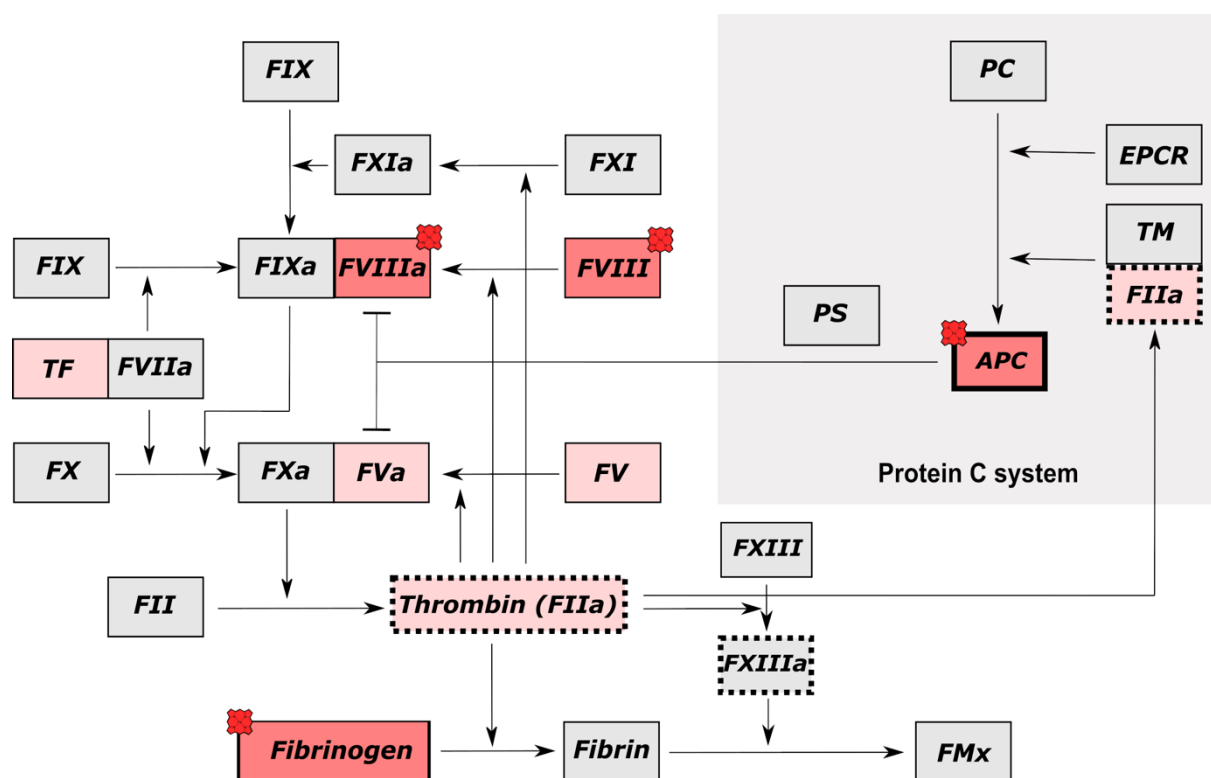 FIX
PC
FXIa
FXI
EPCR
TM
FIX
FIXa
FVIIIa
FVIII
FIIa
PS
TF
FVIIa
APC
FX
FXa
FVa
FV
Protein C system
FXIII
FII
Thrombin (FIIa)
FXIIIa
Fibrinogen
Fibrin
FMx